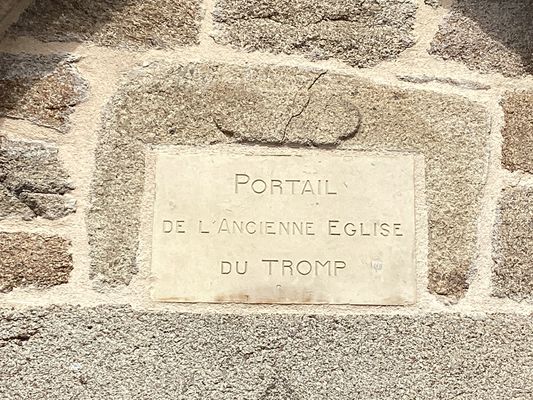 PORTAIL
DE L'ANCIENNE EGLISE
DU TROMP